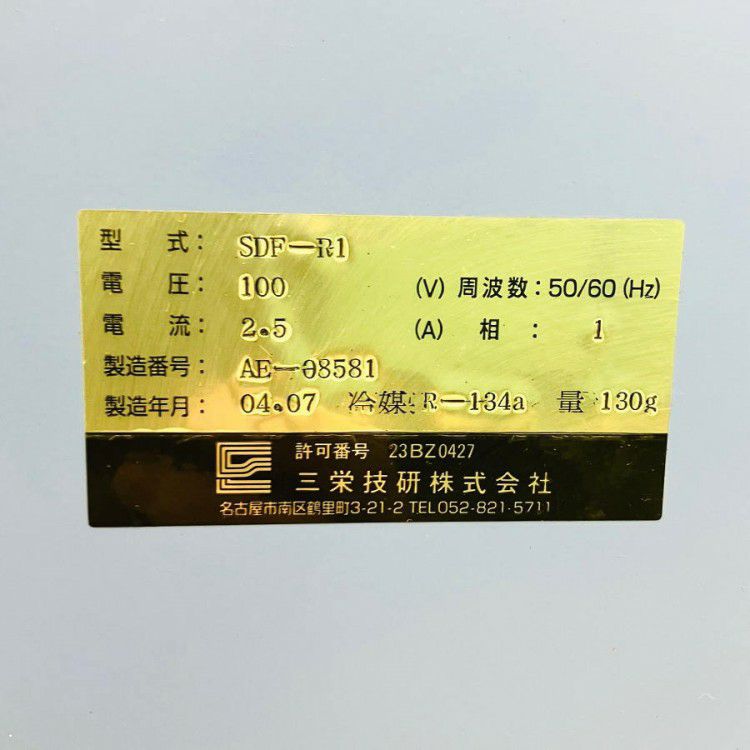 型 式: SDF-R1
電 圧: 100 (V) 周波数: 50/60 (Hz)
電 流: 2.5 (A) 相 : 1
製造番号: AE-08581
製造年月: 04.07 冷媒:R-134a 量 130g
許可番号 23BZ0427
三栄技研株式会社
名古屋市南区鶴里町3-21-2 TEL052-821-5711